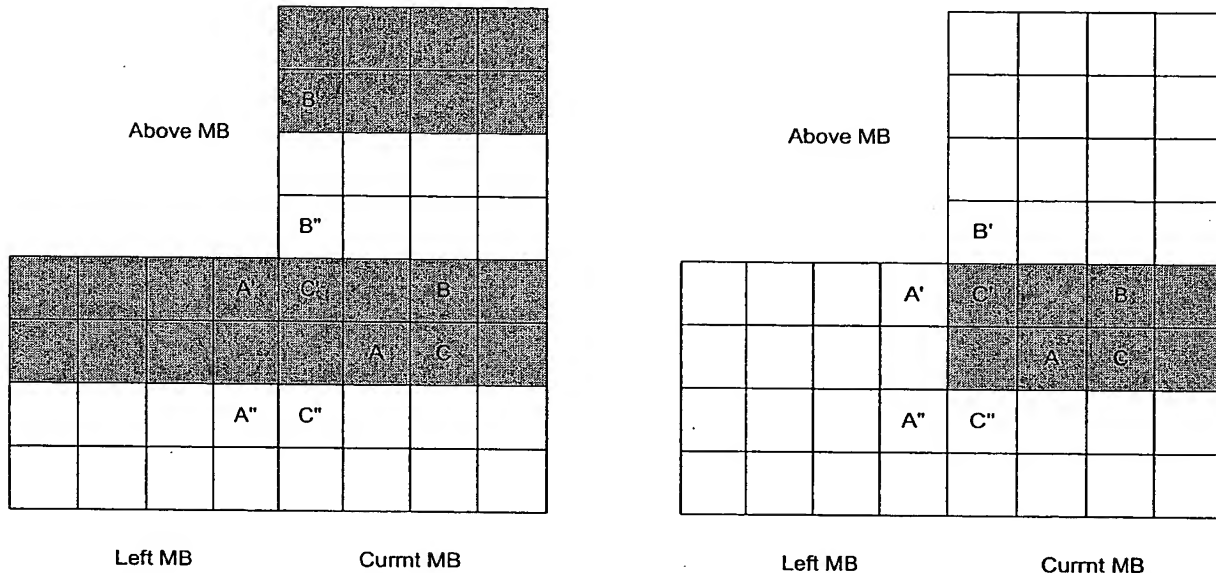 B'
Above MB
B"
A' C' B
A C
A" C"
Left MB Currnt MB
Above MB
B'
A' C' B
A C
A" C"
Left MB Currnt MB